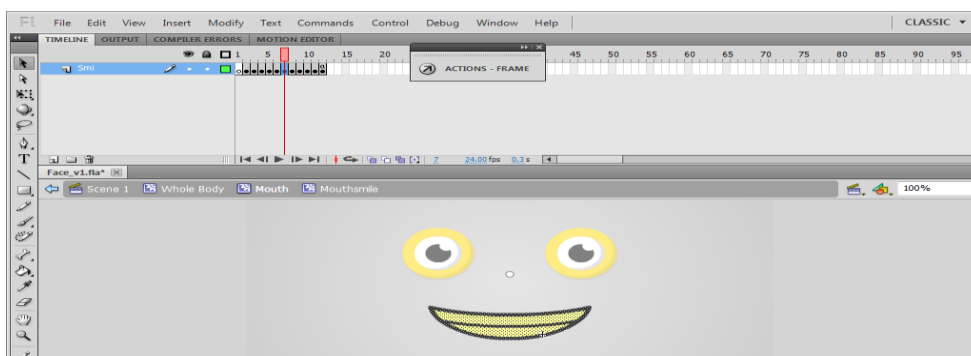 Fl File Edit View Insert Modify Text Commands Control Debug Window Help CLASSIC
TIMELINE OUTPUT COMPILER ERRORS MOTION EDITOR
1 5 10 15 20 45 50 55 60 65 70 75 80 85 90 95
Smi
ACTIONS - FRAME
7 24.00 fps 0.3 s
Face_v1.fla*
Scene 1 Whole Body Mouth Mouthsmile 100%
T